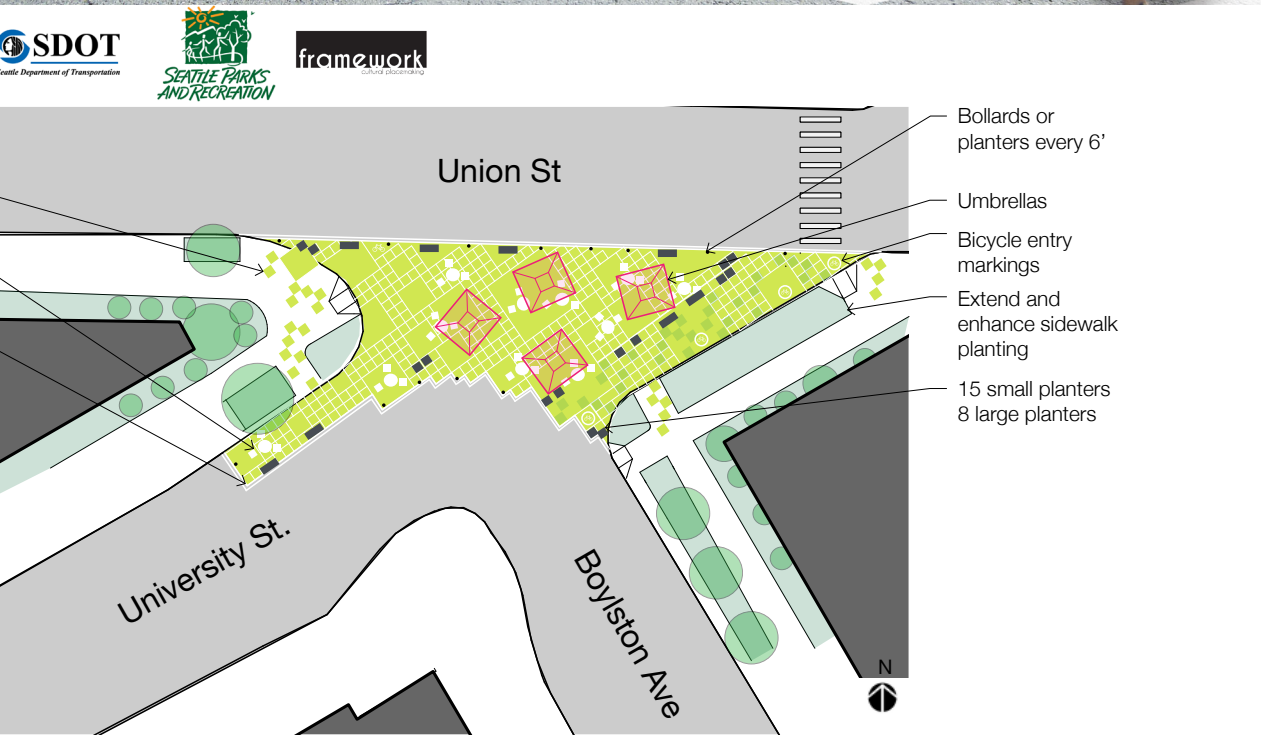 SDOT
Seattle Department of Transportation
SEATTLE PARKS
AND RECREATION
framework
cultural placemaking
Union St
University St.
Boylston Ave
N
Bollards or
planters every 6’
Umbrellas
Bicycle entry
markings
Extend and
enhance sidewalk
planting
15 small planters
8 large planters